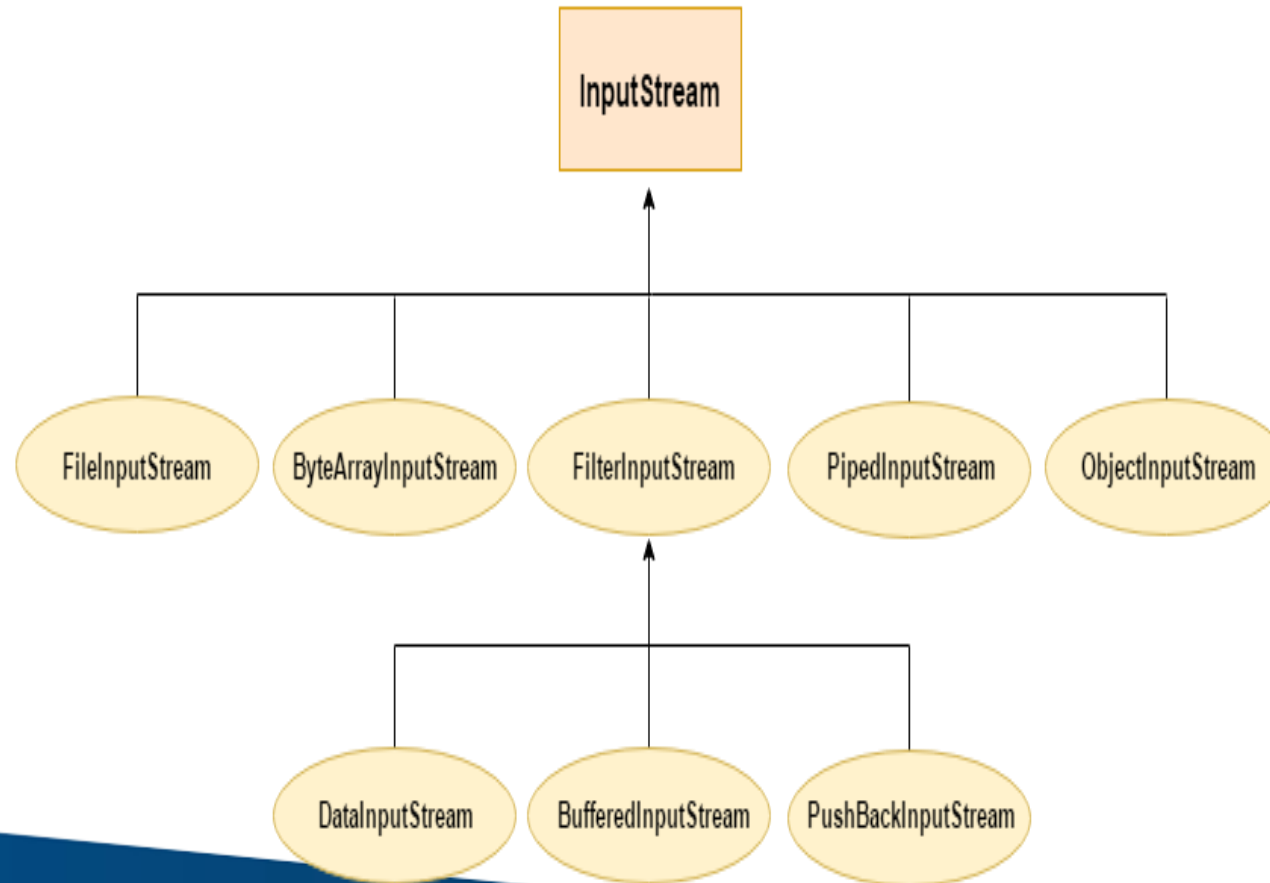 InputStream
FileInputStream
ByteArrayInputStream
FilterInputStream
PipedInputStream
ObjectInputStream
DataInputStream
BufferedInputStream
PushBackInputStream